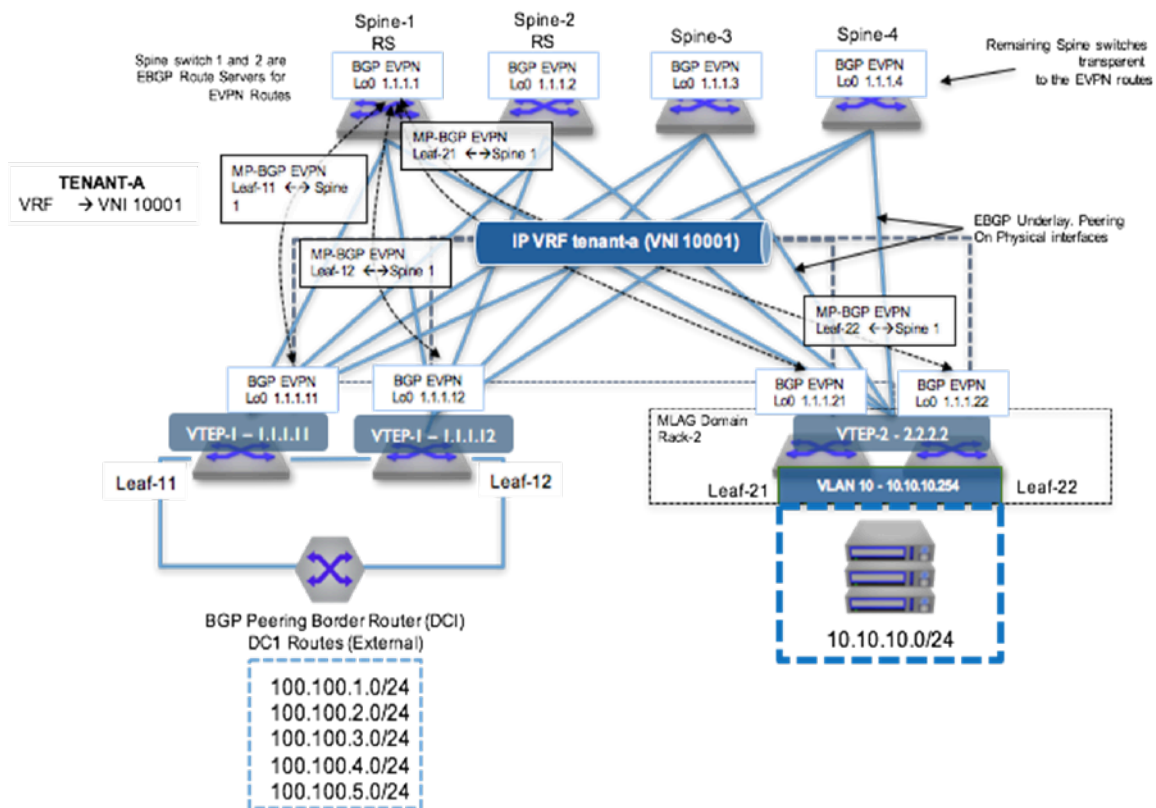 Spine-1
RS
Spine-2
RS
Spine-3
Spine-4
Spine switch 1 and 2 are
EBGP Route Servers for
EVPN Routes
BGP EVPN
Lo0 1.1.1.1
BGP EVPN
Lo0 1.1.1.2
BGP EVPN
Lo0 1.1.1.3
BGP EVPN
Lo0 1.1.1.4
Remaining Spine switches
transparent
to the EVPN routes
MP-BGP EVPN
Leaf-21 ←→Spine 1
MP-BGP EVPN
Leaf-11 ←→Spine
1
TENANT-A
VRF → VNI 10001
EBGP Underlay. Peering
On Physical interfaces
IP VRF tenant-a (VNI 10001)
MP-BGP EVPN
Leaf-12 ←→Spine 1
MP-BGP EVPN
Leaf-22 ←→Spine 1
BGP EVPN
Lo0 1.1.1.11
BGP EVPN
Lo0 1.1.1.12
BGP EVPN
Lo0 1.1.1.21
BGP EVPN
Lo0 1.1.1.22
MLAG Domain
Rack-2
VTEP-1 – 1.1.1.11
VTEP-1 – 1.1.1.12
VTEP-2 - 2.2.2.2
Leaf-11
Leaf-12
Leaf-21
VLAN 10 - 10.10.10.254
Leaf-22
BGP Peering Border Router (DCI)
DC1 Routes (External)
10.10.10.0/24
100.100.1.0/24
100.100.2.0/24
100.100.3.0/24
100.100.4.0/24
100.100.5.0/24